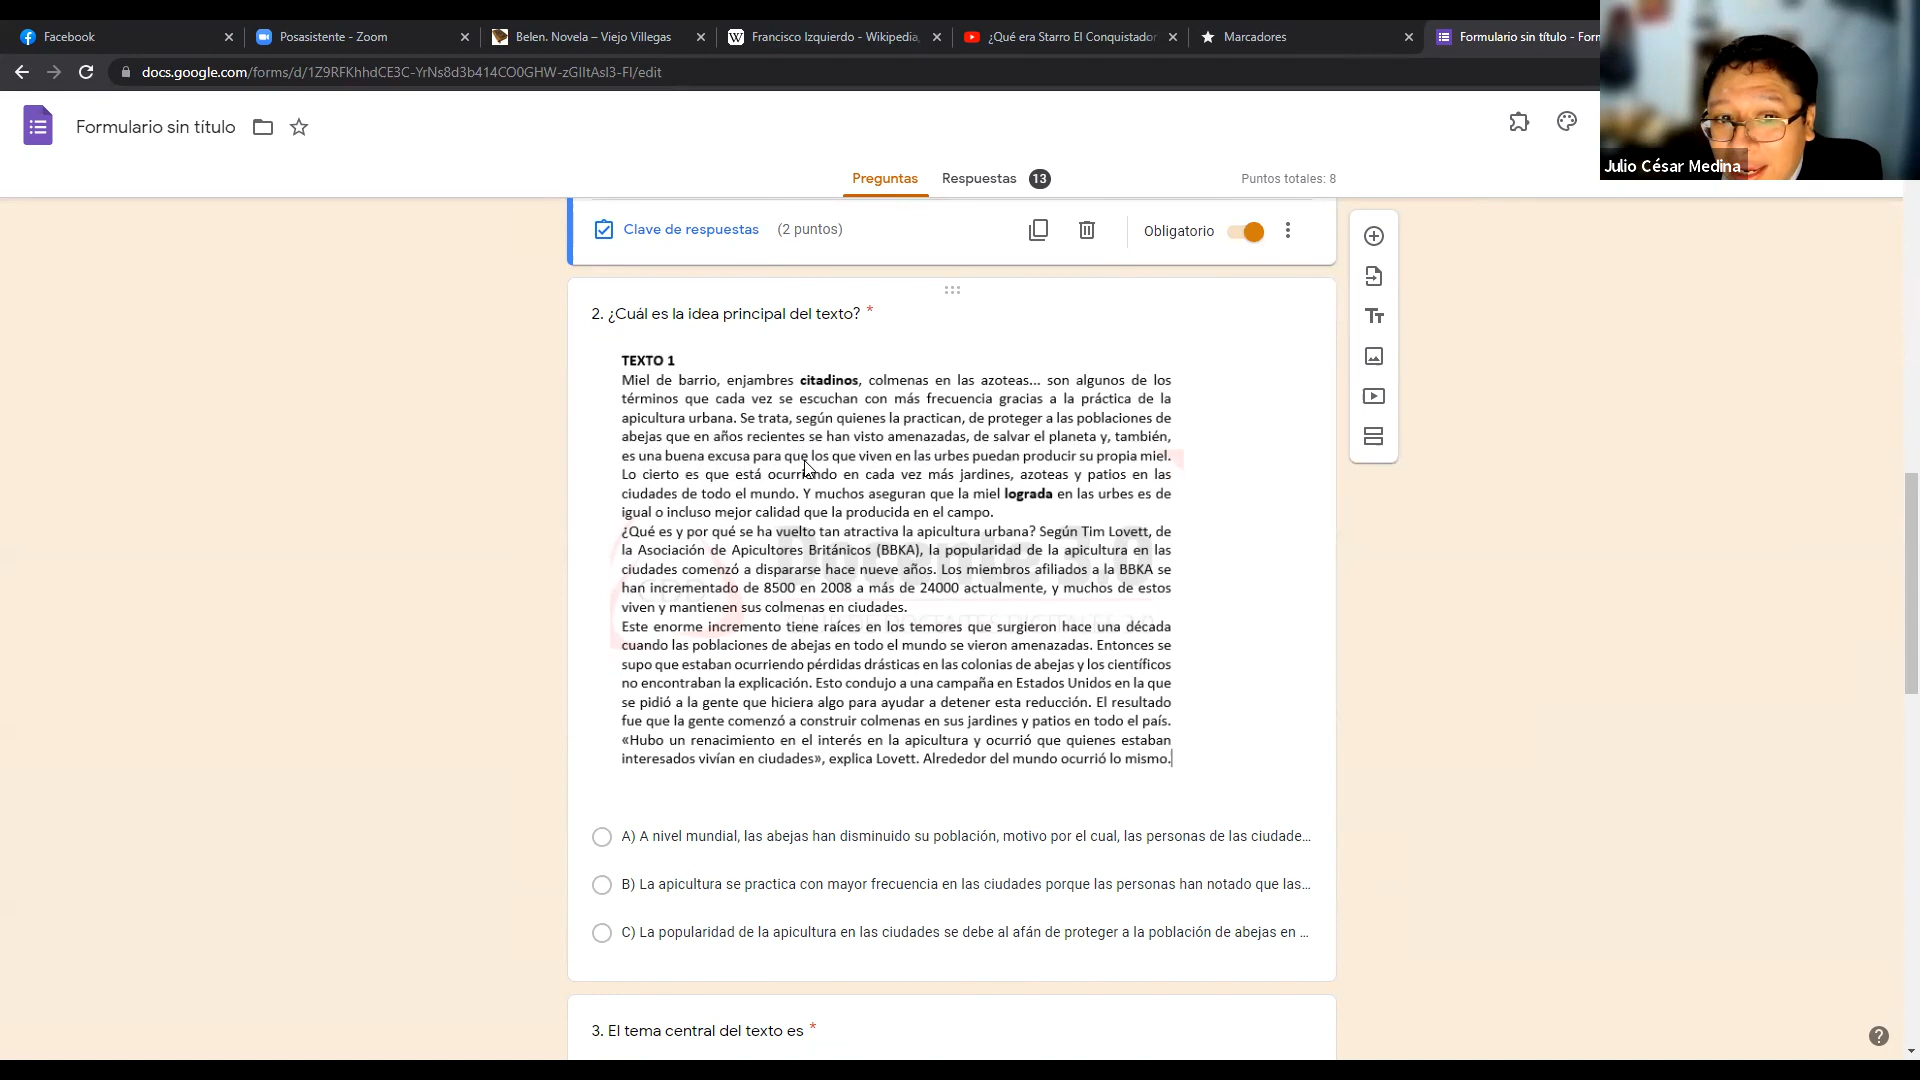 Facebook
Posasistente - Zoom
Belen. Novela – Viejo Villegas
Francisco Izquierdo - Wikipedia,
¿Qué era Starro El Conquistador
Marcadores
Formulario sin título - Forn
docs.google.com/forms/d/1Z9RFKhhdCE3C-YrNs8d3b414CO0GHW-zGIItAsl3-FI/edit
Formulario sin título
Julio César Medina
Preguntas
Respuestas 13
Puntos totales: 8
Clave de respuestas (2 puntos)
Obligatorio
2. ¿Cuál es la idea principal del texto? *
TEXTO 1
Miel de barrio, enjambres citadinos, colmenas en las azoteas... son algunos de los
términos que cada vez se escuchan con más frecuencia gracias a la práctica de la
apicultura urbana. Se trata, según quienes la practican, de proteger a las poblaciones de
abejas que en años recientes se han visto amenazadas, de salvar el planeta y, también,
es una buena excusa para que los que viven en las urbes puedan producir su propia miel.
Lo cierto es que está ocurriendo en cada vez más jardines, azoteas y patios en las
ciudades de todo el mundo. Y muchos aseguran que la miel lograda en las urbes es de
igual o incluso mejor calidad que la producida en el campo.
¿Qué es y por qué se ha vuelto tan atractiva la apicultura urbana? Según Tim Lovett, de
la Asociación de Apicultores Británicos (BBKA), la popularidad de la apicultura en las
ciudades comenzó a dispararse hace nueve años. Los miembros afiliados a la BBKA se
han incrementado de 8500 en 2008 a más de 24000 actualmente, y muchos de estos
viven y mantienen sus colmenas en ciudades.
Este enorme incremento tiene raíces en los temores que surgieron hace una década
cuando las poblaciones de abejas en todo el mundo se vieron amenazadas. Entonces se
supo que estaban ocurriendo pérdidas drásticas en las colonias de abejas y los científicos
no encontraban la explicación. Esto condujo a una campaña en Estados Unidos en la que
se pidió a la gente que hiciera algo para ayudar a detener esta reducción. El resultado
fue que la gente comenzó a construir colmenas en sus jardines y patios en todo el país.
«Hubo un renacimiento en el interés en la apicultura y ocurrió que quienes estaban
interesados vivían en ciudades», explica Lovett. Alrededor del mundo ocurrió lo mismo.
Docente 3.0
CDD
A) A nivel mundial, las abejas han disminuido su población, motivo por el cual, las personas de las ciudade...
B) La apicultura se practica con mayor frecuencia en las ciudades porque las personas han notado que las...
C) La popularidad de la apicultura en las ciudades se debe al afán de proteger a la población de abejas en ...
3. El tema central del texto es *